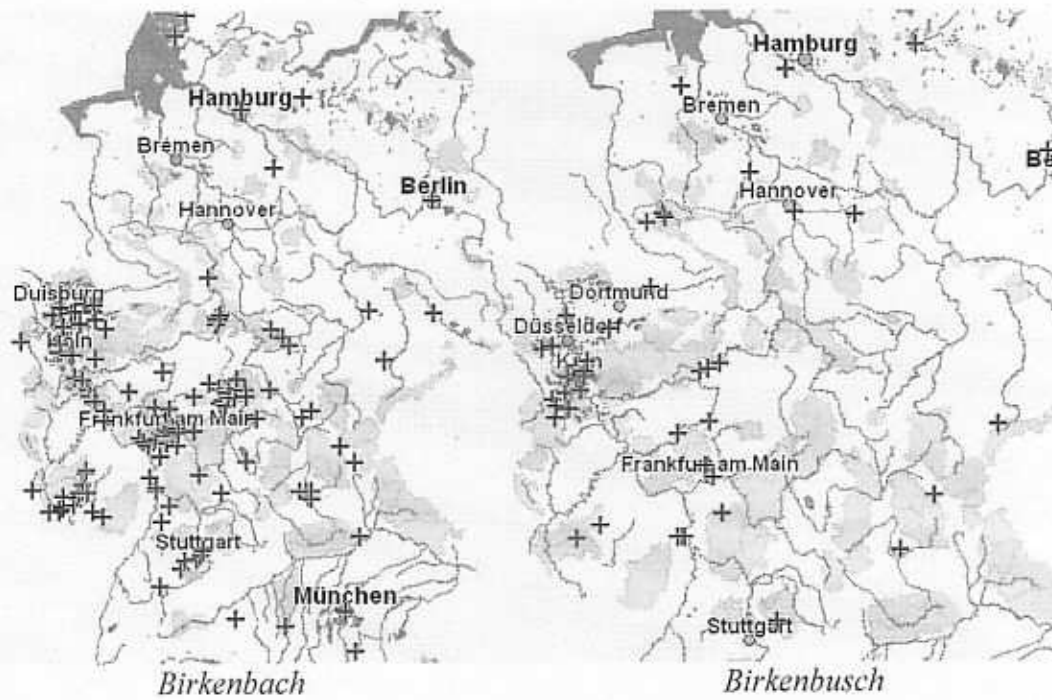 Hamburg
Bremen
Berlin
Hannover
Duisburg
Köln
Frankfurt am Main
Stuttgart
München
Birkenbach
Hamburg
Bremen
Be
Hannover
Dortmund
Düsseldorf
Köln
Frankfurt am Main
Stuttgart
Birkenbusch